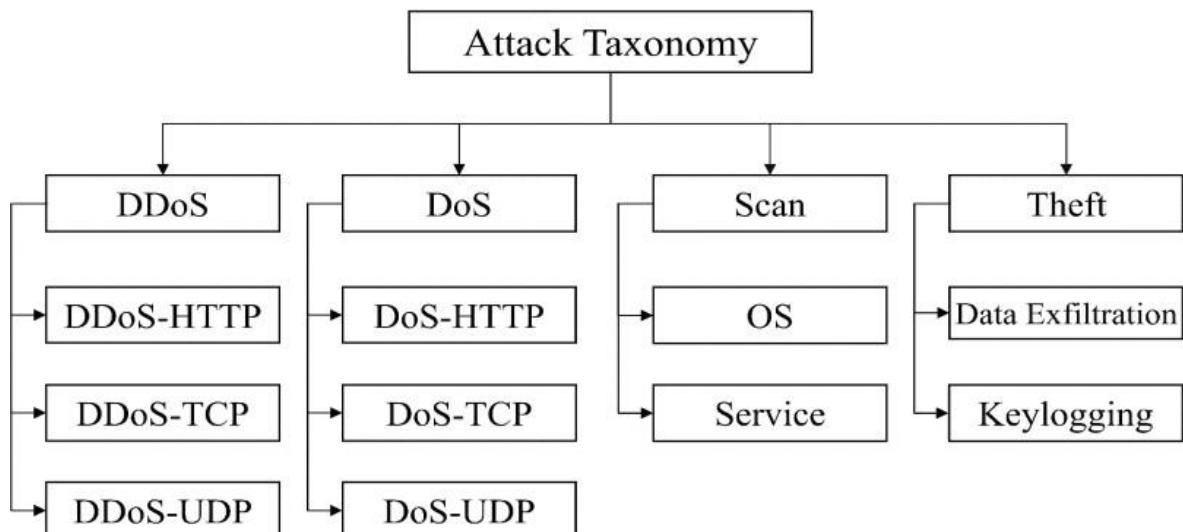 Attack Taxonomy
DDoS
DoS
Scan
Theft
DDoS-HTTP
DoS-HTTP
OS
Data Exfiltration
DDoS-TCP
DoS-TCP
Service
Keylogging
DDoS-UDP
DoS-UDP